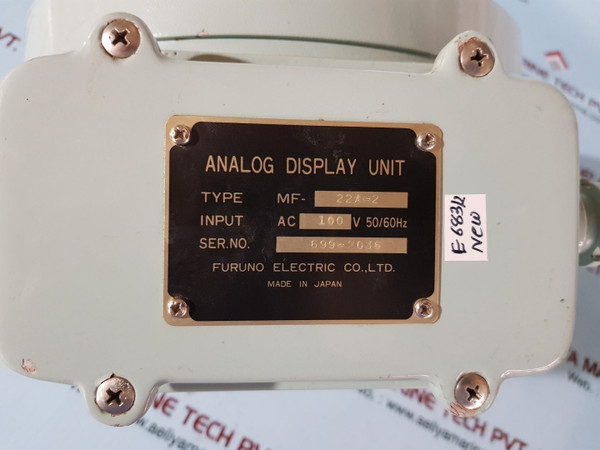 ANALOG DISPLAY UNIT
TYPE MF- 22A-2
INPUT AC 100 V 50/60Hz
SER.NO. 699-2036
FURUNO ELECTRIC CO.,LTD.
MADE IN JAPAN
E-6834
NEW